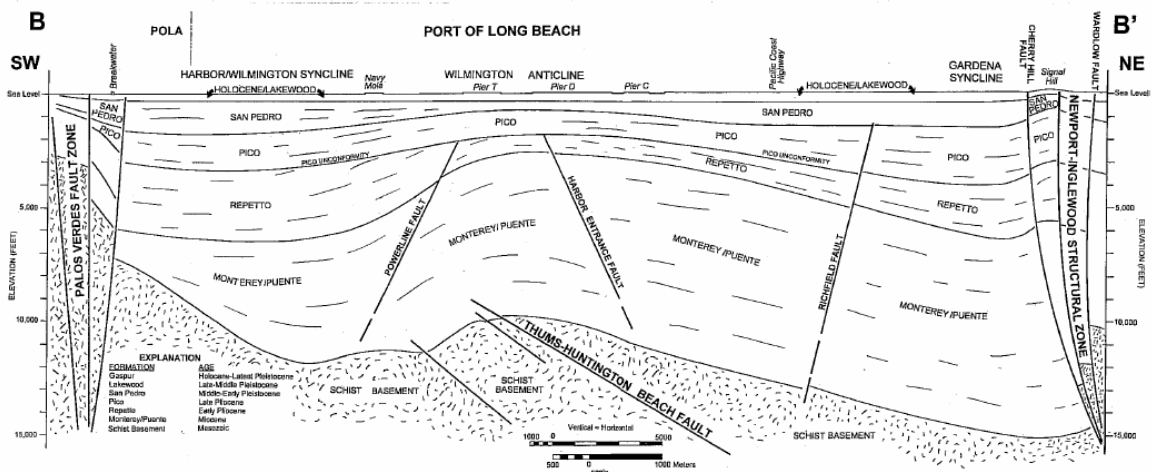 B
B'
SW
NE
POLA
PORT OF LONG BEACH
Breakwater
HARBOR/WILMINGTON SYNCLINE
HOLOCENE/LAKEWOOD
Navy
Mole
WILMINGTON ANTICLINE
Pier T
Pier D
Pier C
Pacific Coast
Highway
HOLOCENE/LAKEWOOD
GARDENA
SYNCLINE
CHERRY HILL
FAULT
Signal
Hill
WARDLOW FAULT
Sea Level
Sea Level
SAN
PEDRO
SAN PEDRO
SAN PEDRO
SAN
PEDRO
PICO
PICO
PICO
PICO
PICO
PICO
PICO UNCONFORMITY
PICO UNCONFORMITY
REPETTO
REPETTO
REPETTO
5,000
5,000
10,000
10,000
15,000
15,000
ELEVATION (FEET)
ELEVATION (FEET)
PALOS VERDES FAULT ZONE
POWERLINE FAULT
HARBOR ENTRANCE FAULT
RICHFIELD FAULT
NEWPORT-INGLEWOOD STRUCTURAL ZONE
MONTEREY/PUENTE
MONTEREY/PUENTE
MONTEREY/PUENTE
MONTEREY/PUENTE
THUMS-HUNTINGTON
BEACH FAULT
SCHIST BASEMENT
SCHIST
BASEMENT
SCHIST BASEMENT
EXPLANATION
FORMATION AGE
Gaspur Holocene-Latest Pleistocene
Lakewood Late-Middle Pleistocene
San Pedro Middle-Early Pleistocene
Pico Late Pliocene
Repetto Early Pliocene
Monterey/Puente Miocene
Schist Basement Mesozoic
Vertical = Horizontal
1000 0 5000
500 0 1000 Meters